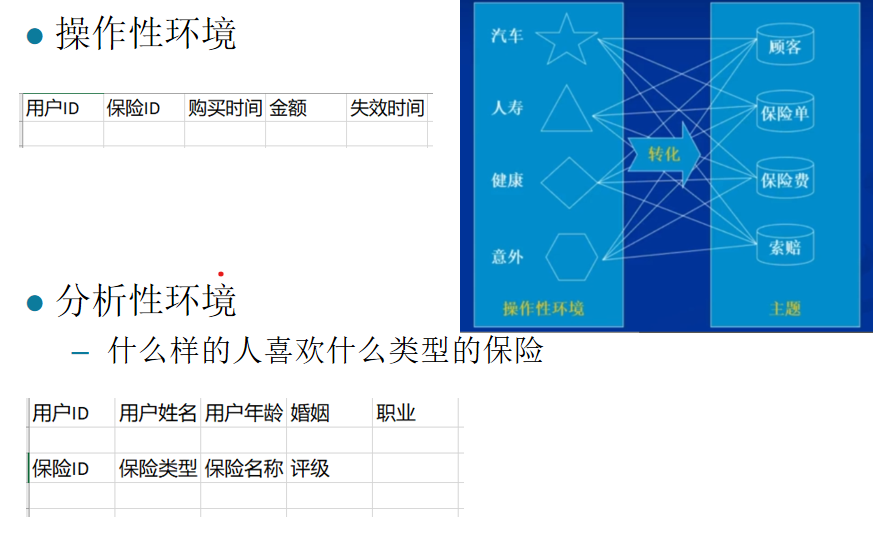 操作性环境
用户ID 保险ID 购买时间 金额 失效时间
分析性环境
什么样的人喜欢什么类型的保险
用户ID 用户姓名 用户年龄 婚姻 职业
保险ID 保险类型 保险名称 评级
汽车
人寿
健康
意外
操作性环境
转化
顾客
保险单
保险费
索赔
主题